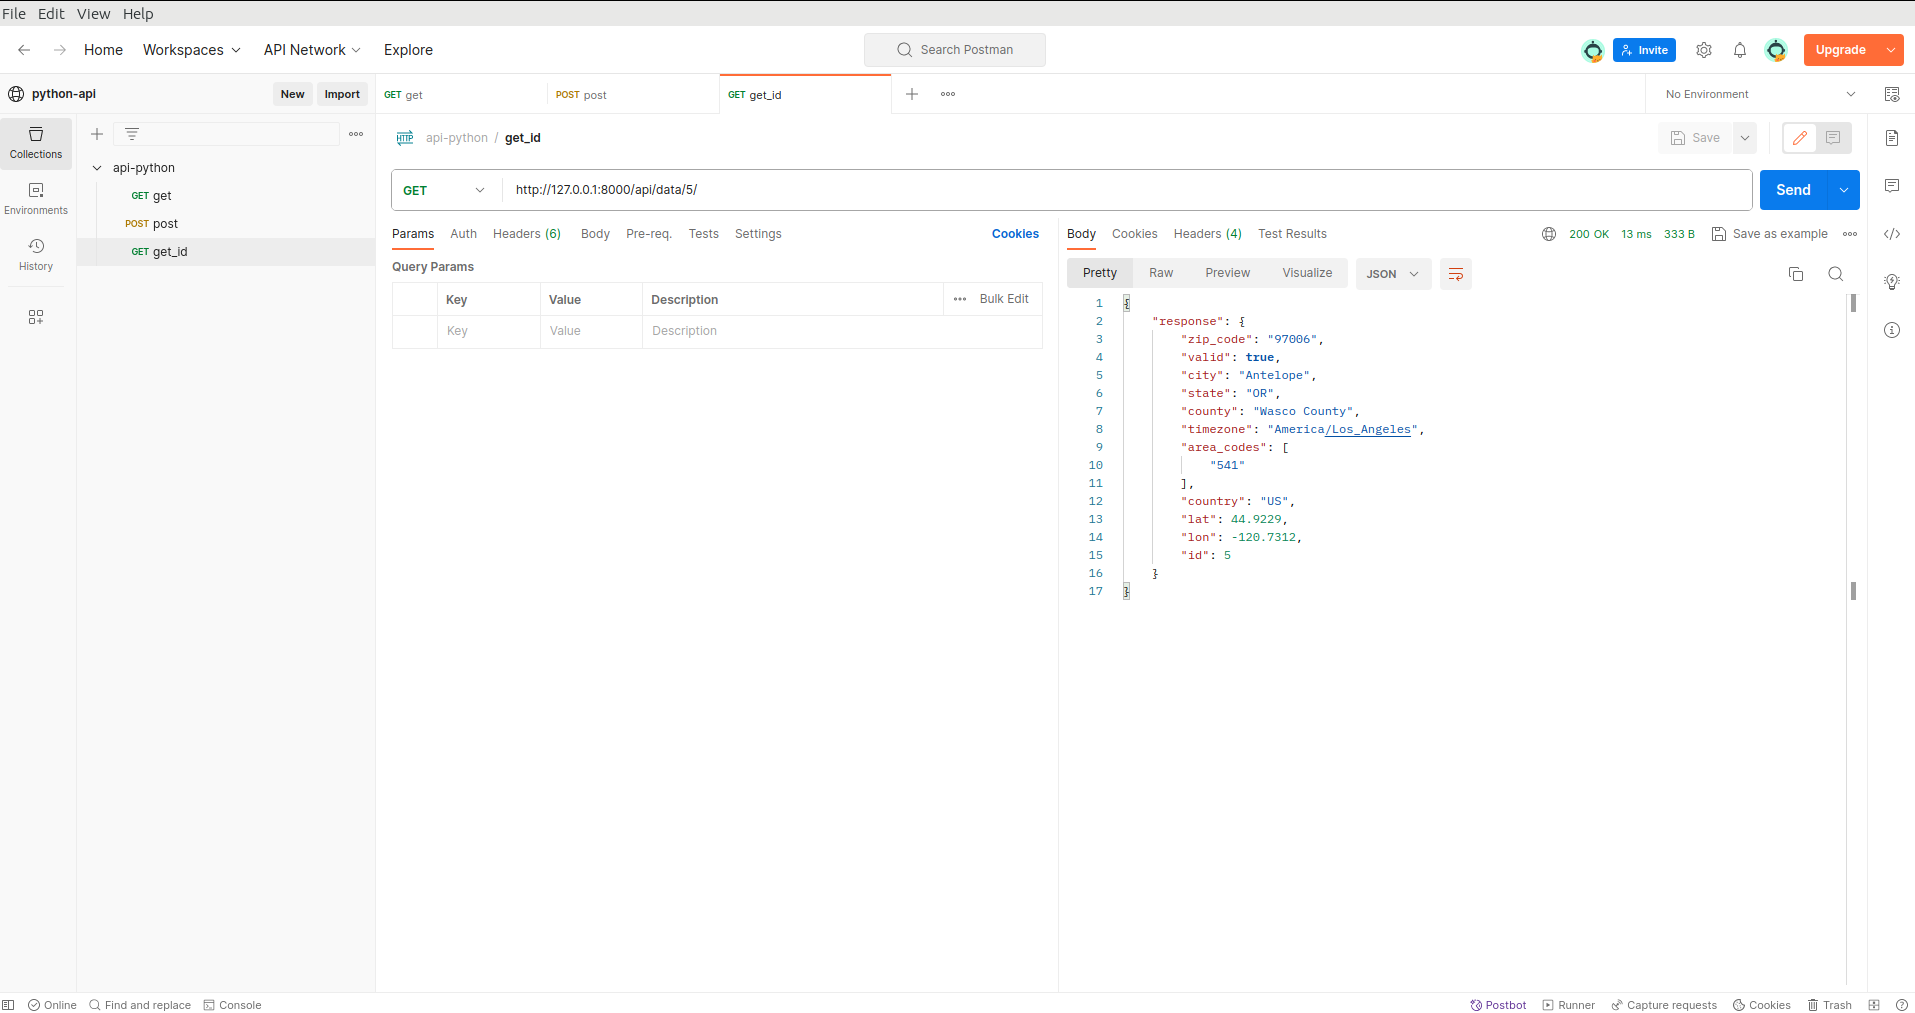 File Edit View Help
Home Workspaces API Network Explore Search Postman Invite Upgrade
python-api New Import GET get POST post GET get_id No Environment
Collections
Environments
History
api-python
GET get
POST post
GET get_id
HTTP api-python / get_id Save
GET http://127.0.0.1:8000/api/data/5/ Send
Params Auth Headers (6) Body Pre-req. Tests Settings Cookies
Query Params
Key Value Description Bulk Edit
Key Value Description
Body Cookies Headers (4) Test Results 200 OK 13 ms 333 B Save as example
Pretty Raw Preview Visualize JSON
1 {
2 "response": {
3 "zip_code": "97006",
4 "valid": true,
5 "city": "Antelope",
6 "state": "OR",
7 "county": "Wasco County",
8 "timezone": "America/Los_Angeles",
9 "area_codes": [
10 "541"
11 ],
12 "country": "US",
13 "lat": 44.9229,
14 "lon": -120.7312,
15 "id": 5
16 }
17 }
Online Find and replace Console Postbot Runner Capture requests Cookies Trash